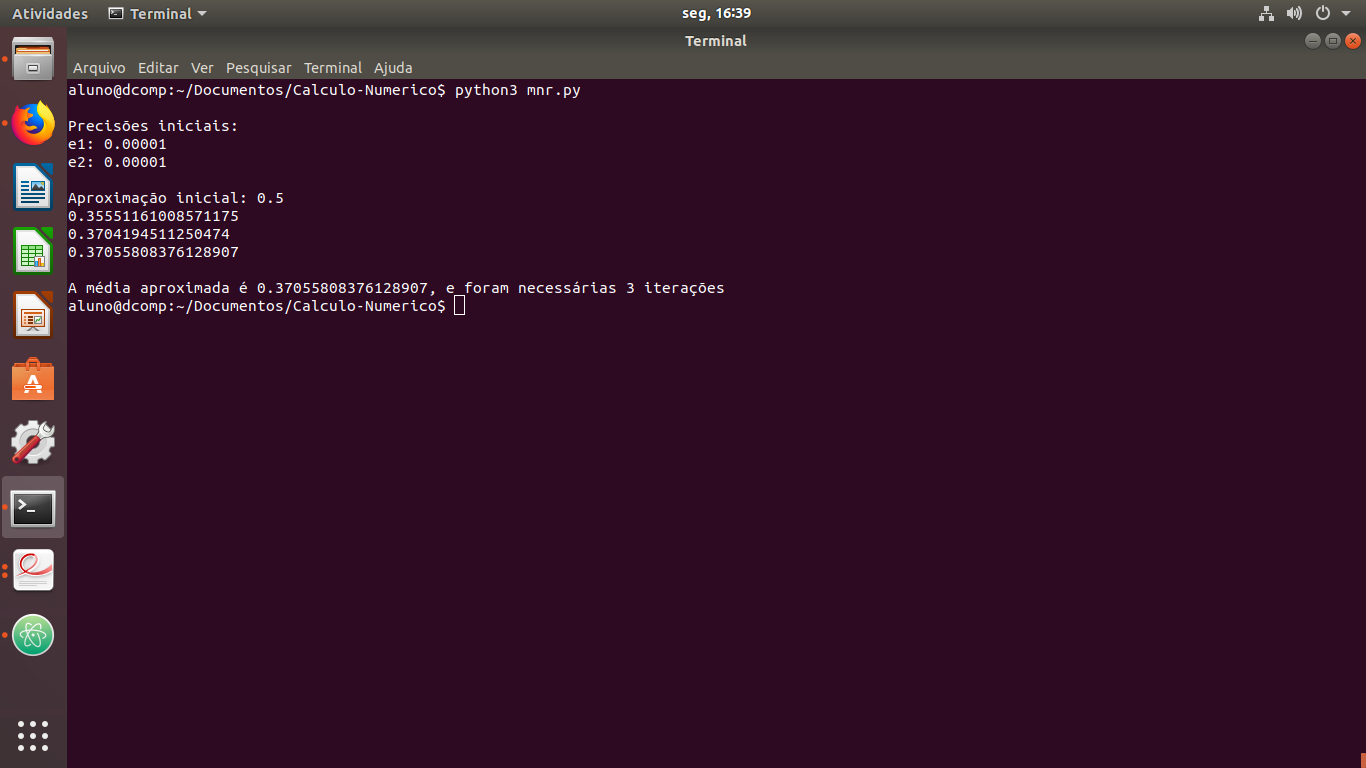 Atividades Terminal seg, 16:39
Terminal
Arquivo Editar Ver Pesquisar Terminal Ajuda
aluno@dcomp:~/Documentos/Calculo-Numerico$ python3 mnr.py
Precisões iniciais:
e1: 0.00001
e2: 0.00001
Aproximação inicial: 0.5
0.35551161008571175
0.3704194511250474
0.37055808376128907
A média aproximada é 0.37055808376128907, e foram necessárias 3 iterações
aluno@dcomp:~/Documentos/Calculo-Numerico$